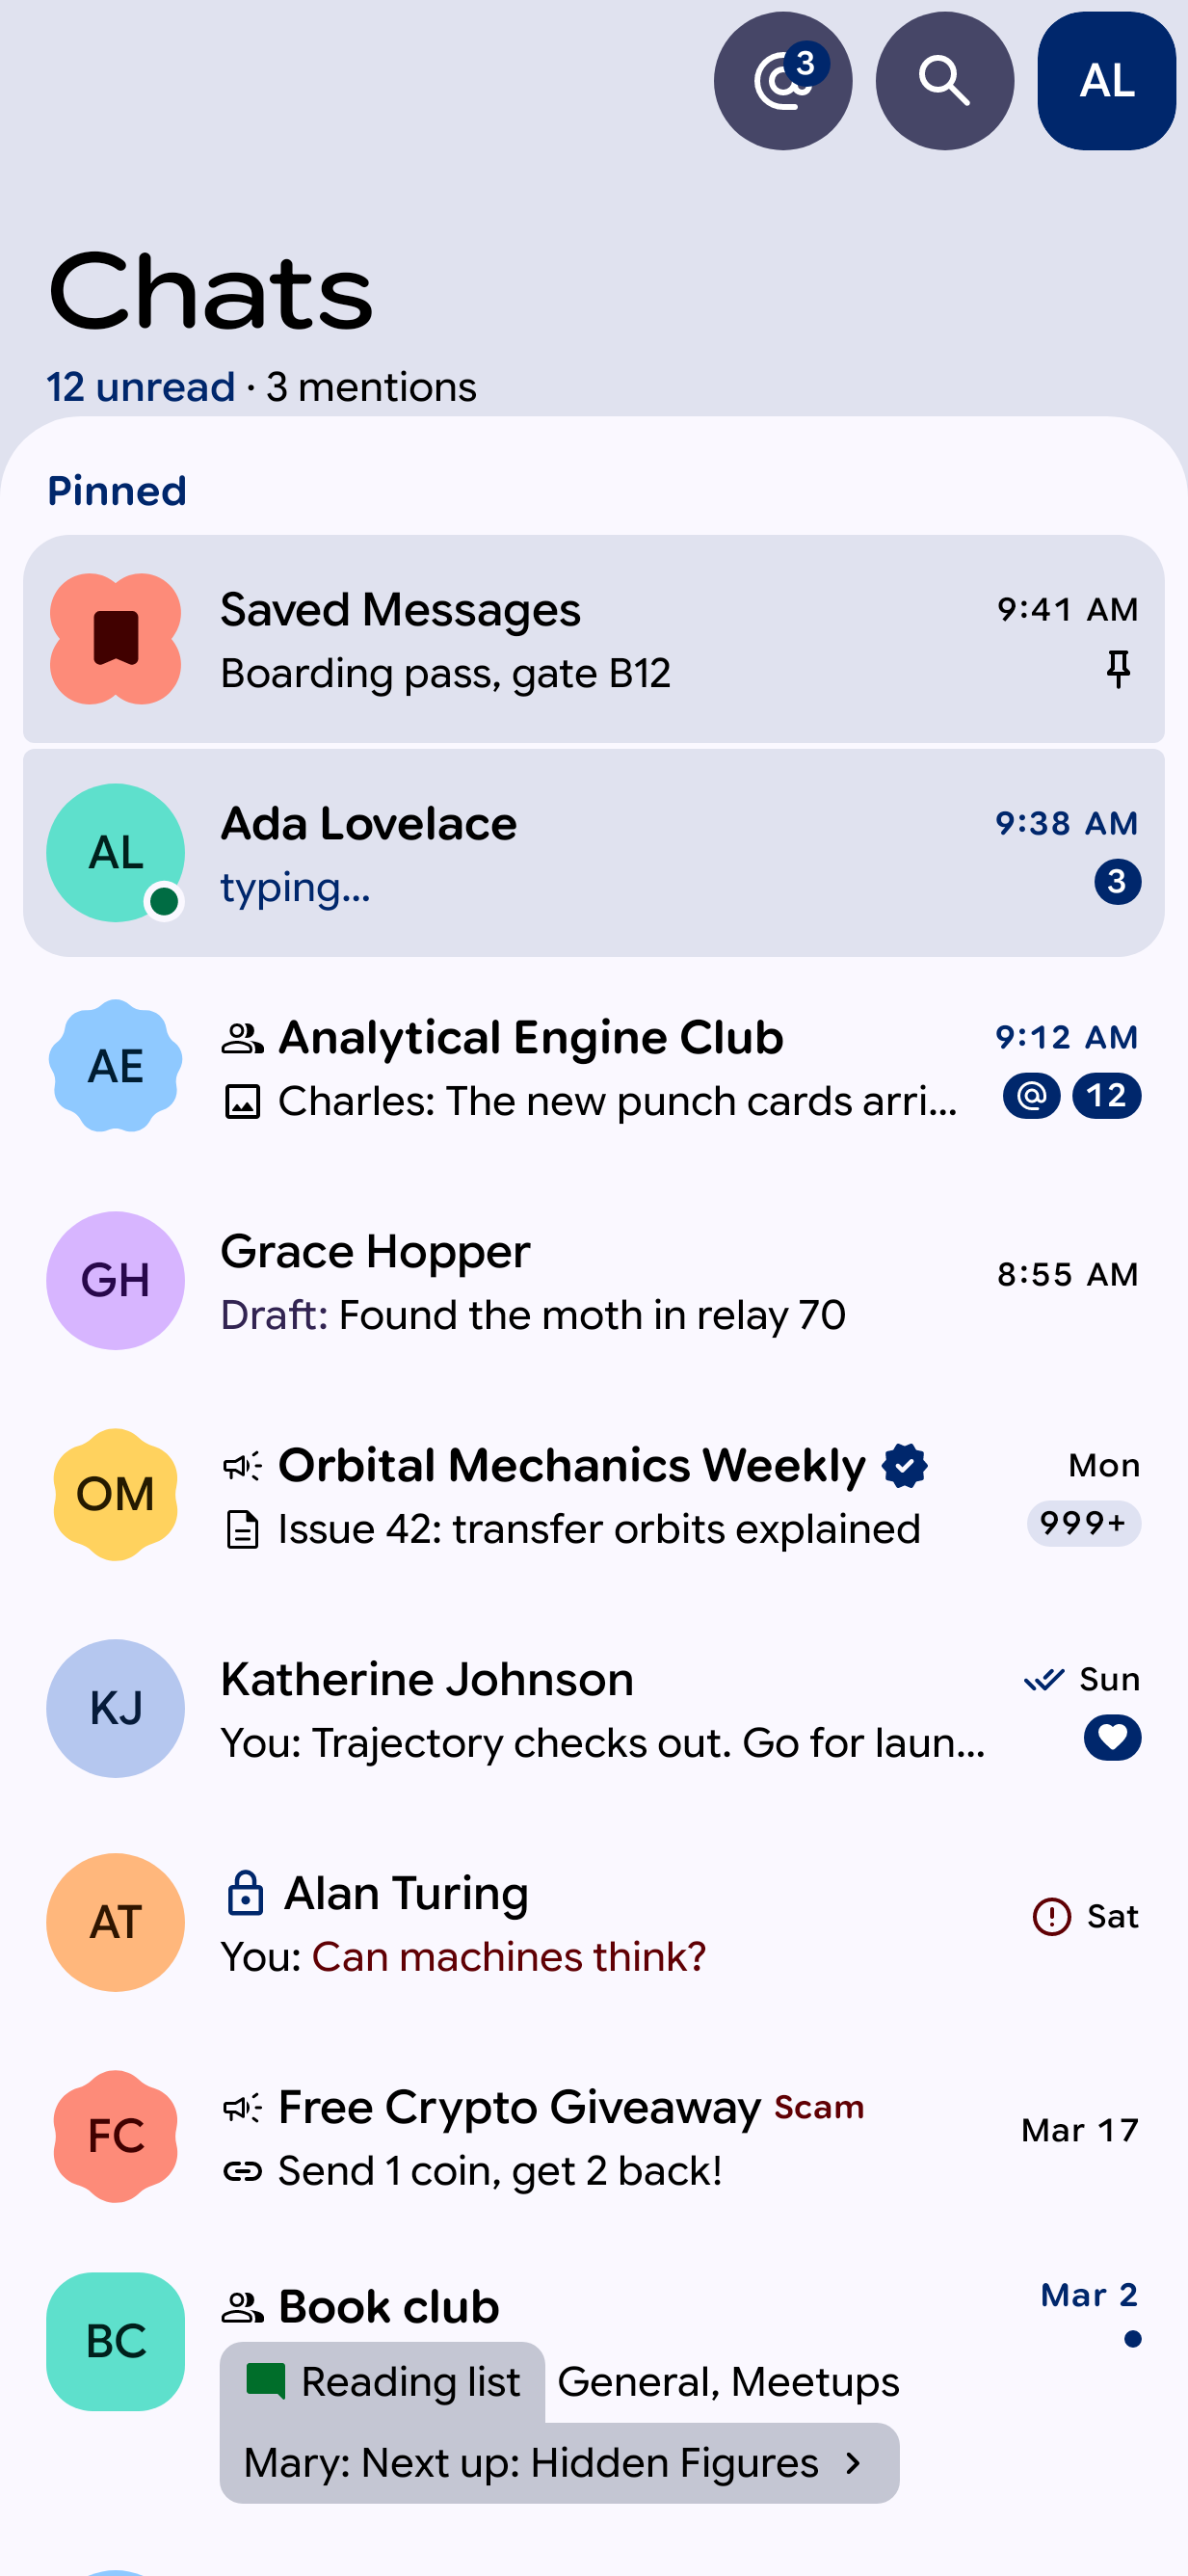 3
AL
Chats
12 unread · 3 mentions
Pinned
Saved Messages 9:41 AM
Boarding pass, gate B12
AL
Ada Lovelace 9:38 AM
typing... 3
AE
Analytical Engine Club 9:12 AM
Charles: The new punch cards arri... @ 12
GH
Grace Hopper 8:55 AM
Draft: Found the moth in relay 70
OM
Orbital Mechanics Weekly Mon
Issue 42: transfer orbits explained 999+
KJ
Katherine Johnson Sun
You: Trajectory checks out. Go for laun...
AT
Alan Turing Sat
You: Can machines think?
FC
Free Crypto Giveaway Scam Mar 17
Send 1 coin, get 2 back!
BC
Book club Mar 2
Reading list General, Meetups
Mary: Next up: Hidden Figures